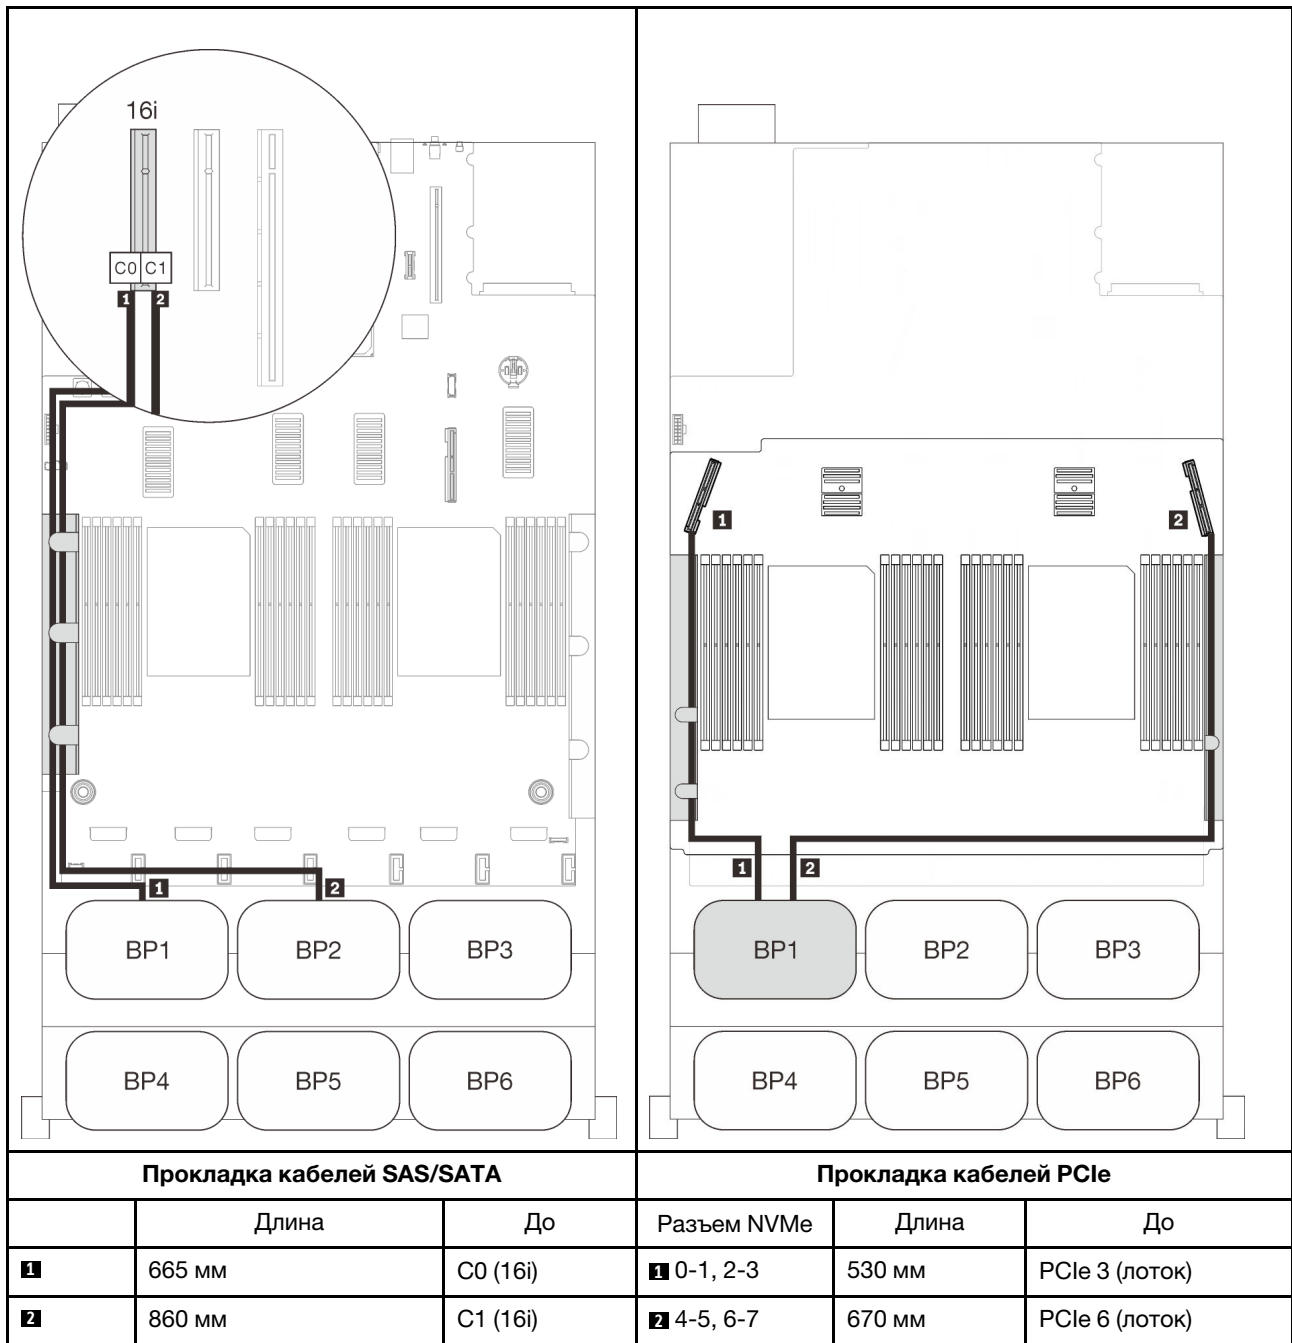 16i
C0 C1
1 2
1 2
BP1 BP2 BP3
BP4 BP5 BP6
1 2
1 2
BP1 BP2 BP3
BP4 BP5 BP6
Прокладка кабелей SAS/SATA
Прокладка кабелей PCIe
Длина До Разъем NVMe Длина До
1 665 мм C0 (16i) 1 0-1, 2-3 530 мм PCIe 3 (лоток)
2 860 мм C1 (16i) 2 4-5, 6-7 670 мм PCIe 6 (лоток)